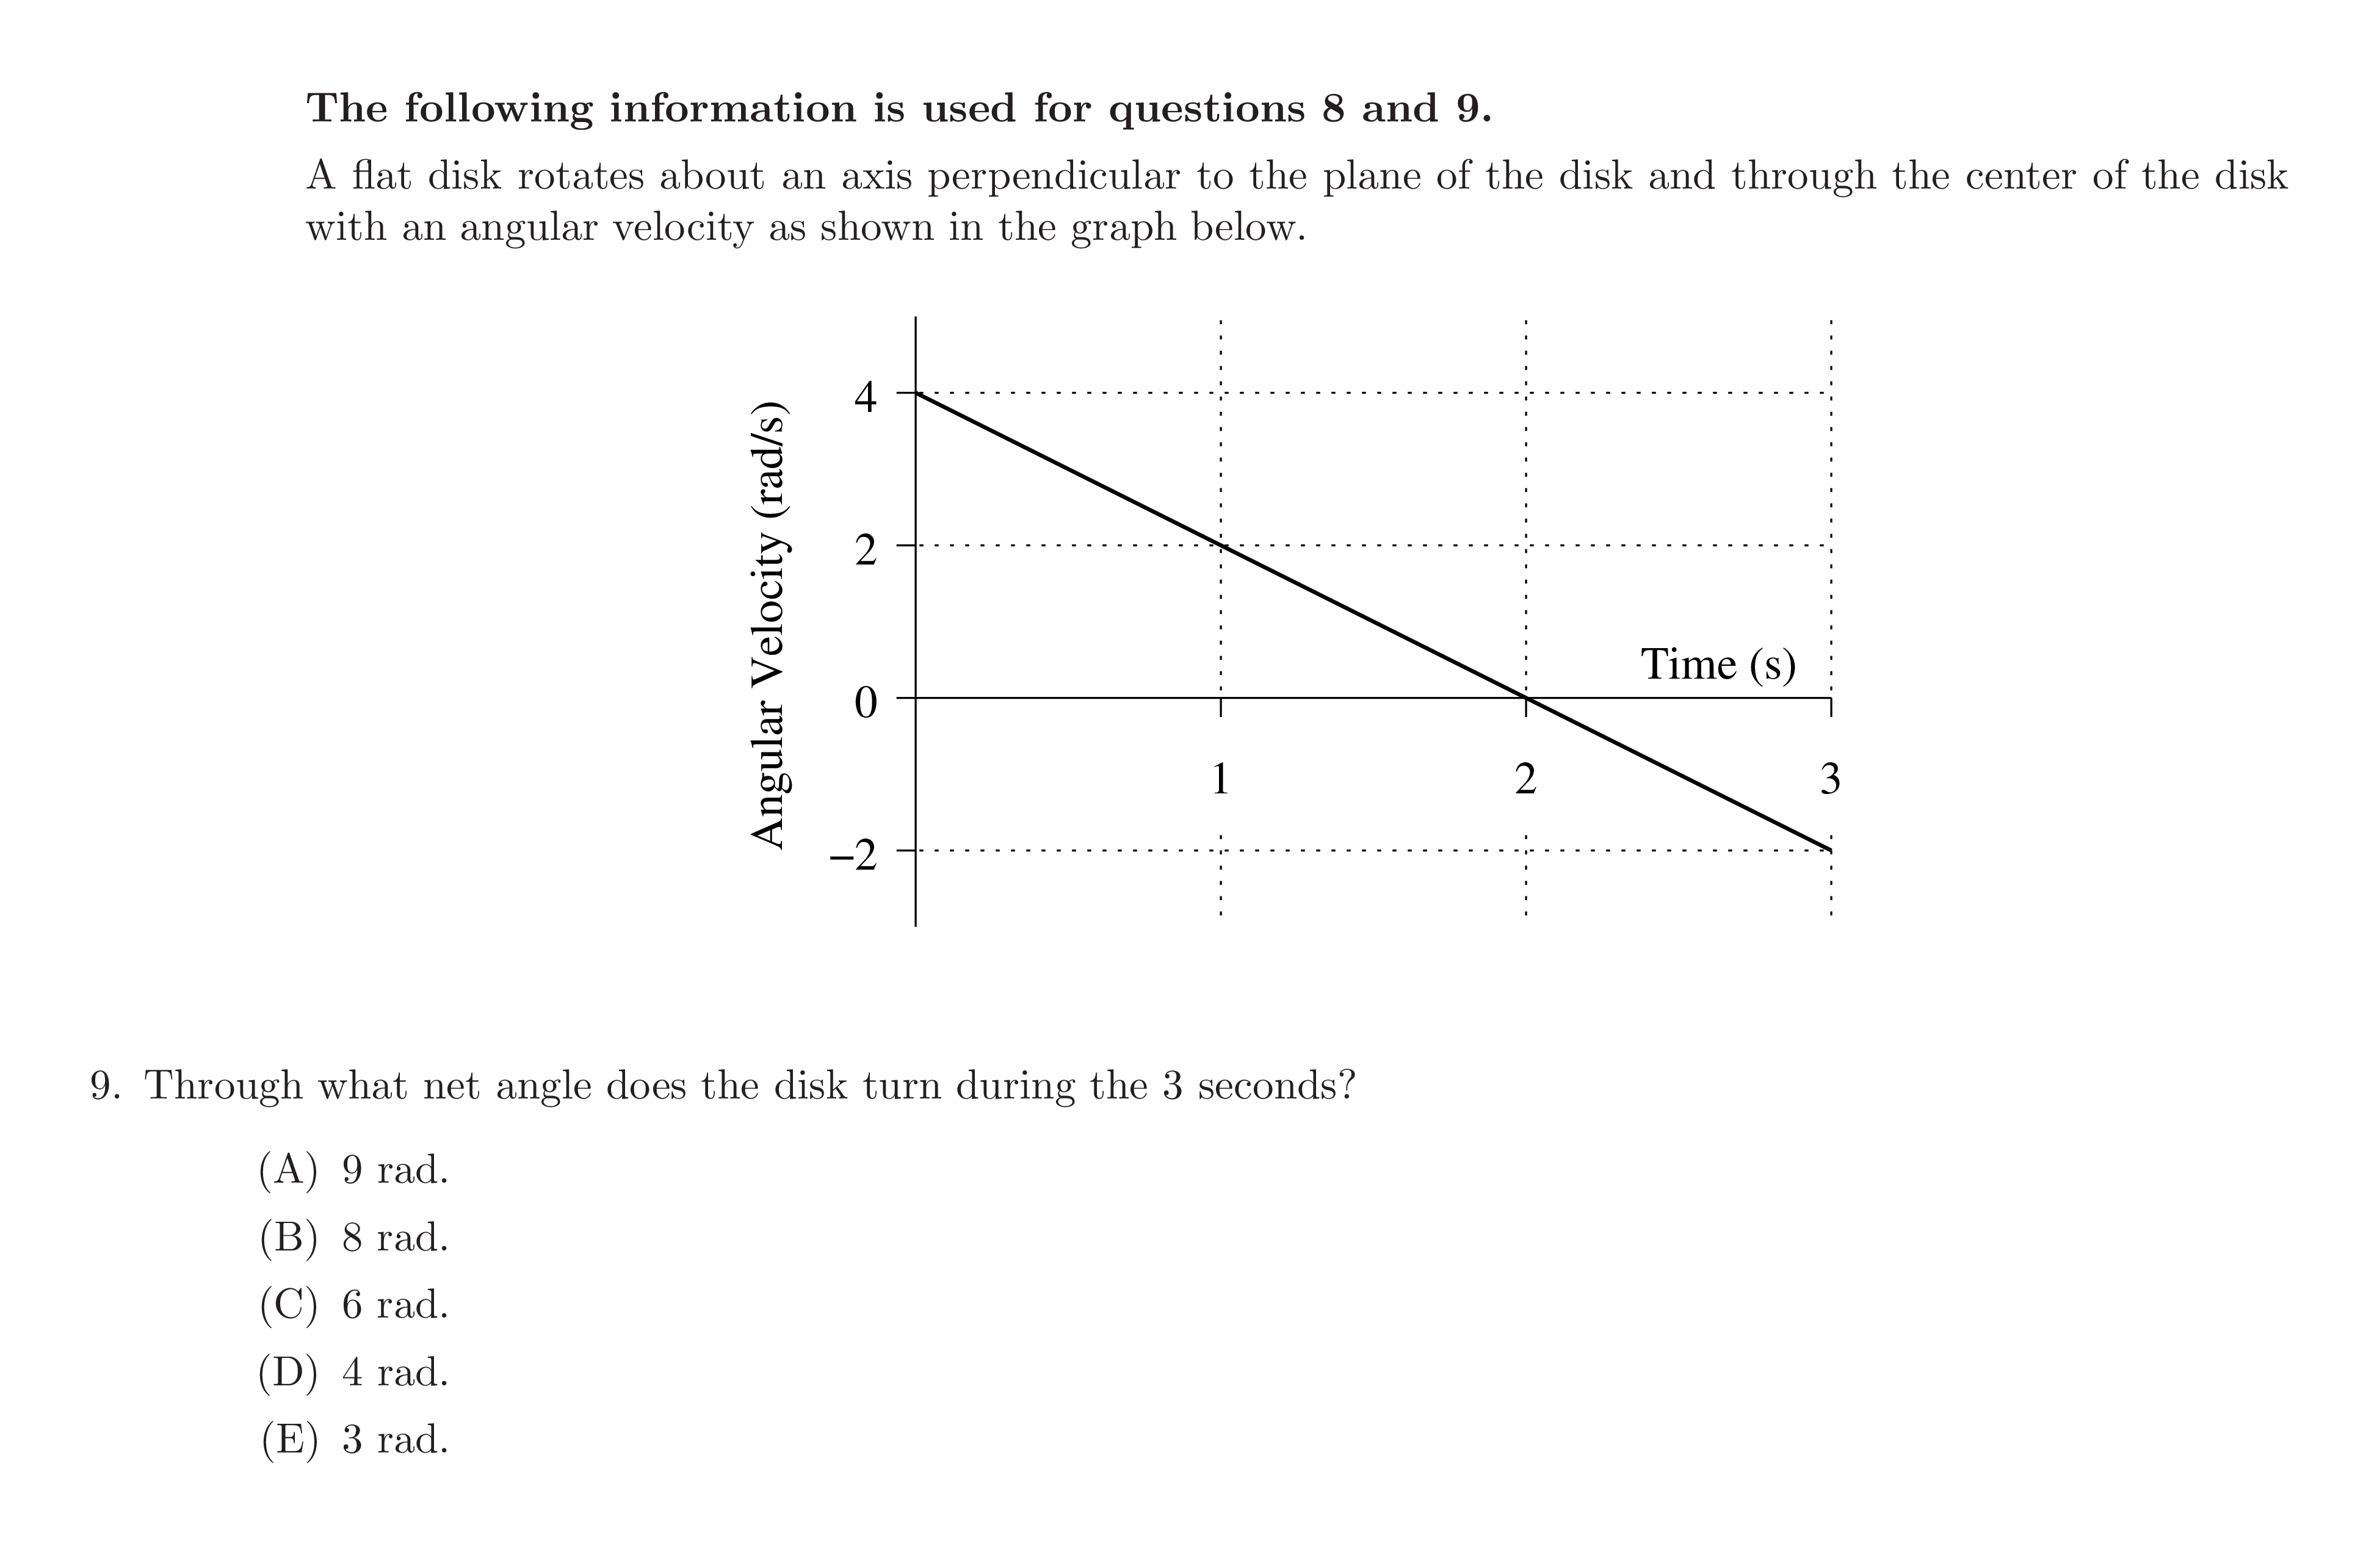 The following information is used for questions 8 and 9.
A flat disk rotates about an axis perpendicular to the plane of the disk and through the center of the disk
with an angular velocity as shown in the graph below.
Angular Velocity (rad/s)
4
2
0
−2
Time (s)
1 2 3
9. Through what net angle does the disk turn during the 3 seconds?
(A) 9 rad.
(B) 8 rad.
(C) 6 rad.
(D) 4 rad.
(E) 3 rad.